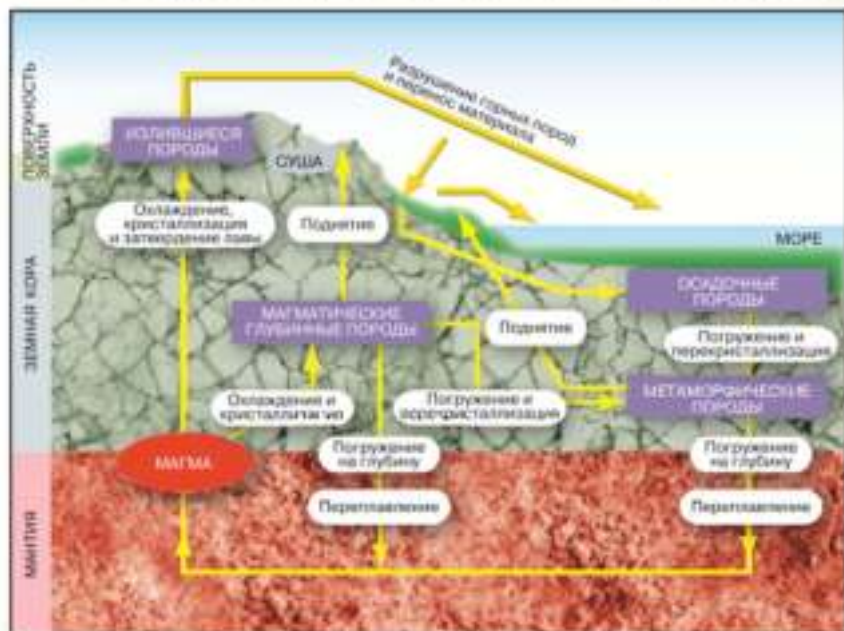 ПОВЕРХНОСТЬ
ЗЕМЛИ
ЗЕМНАЯ КОРА
МАНТИЯ
Разрушение горных пород
и перенос материала
ИЗЛИВШИЕСЯ
ПОРОДЫ
СУША
Охлаждение,
кристаллизация
и затвердение лавы
Поднятие
МОРЕ
ОСАДОЧНЫЕ
ПОРОДЫ
МАГМАТИЧЕСКИЕ
ГЛУБИННЫЕ ПОРОДЫ
Поднятие
Погружение и
перекристаллизация
Охлаждение и
кристаллизация
Погружение и
перекристаллизация
МЕТАМОРФИЧЕСКИЕ
ПОРОДЫ
МАГМА
Погружение
на глубину
Погружение
на глубину
Переплавление
Переплавление